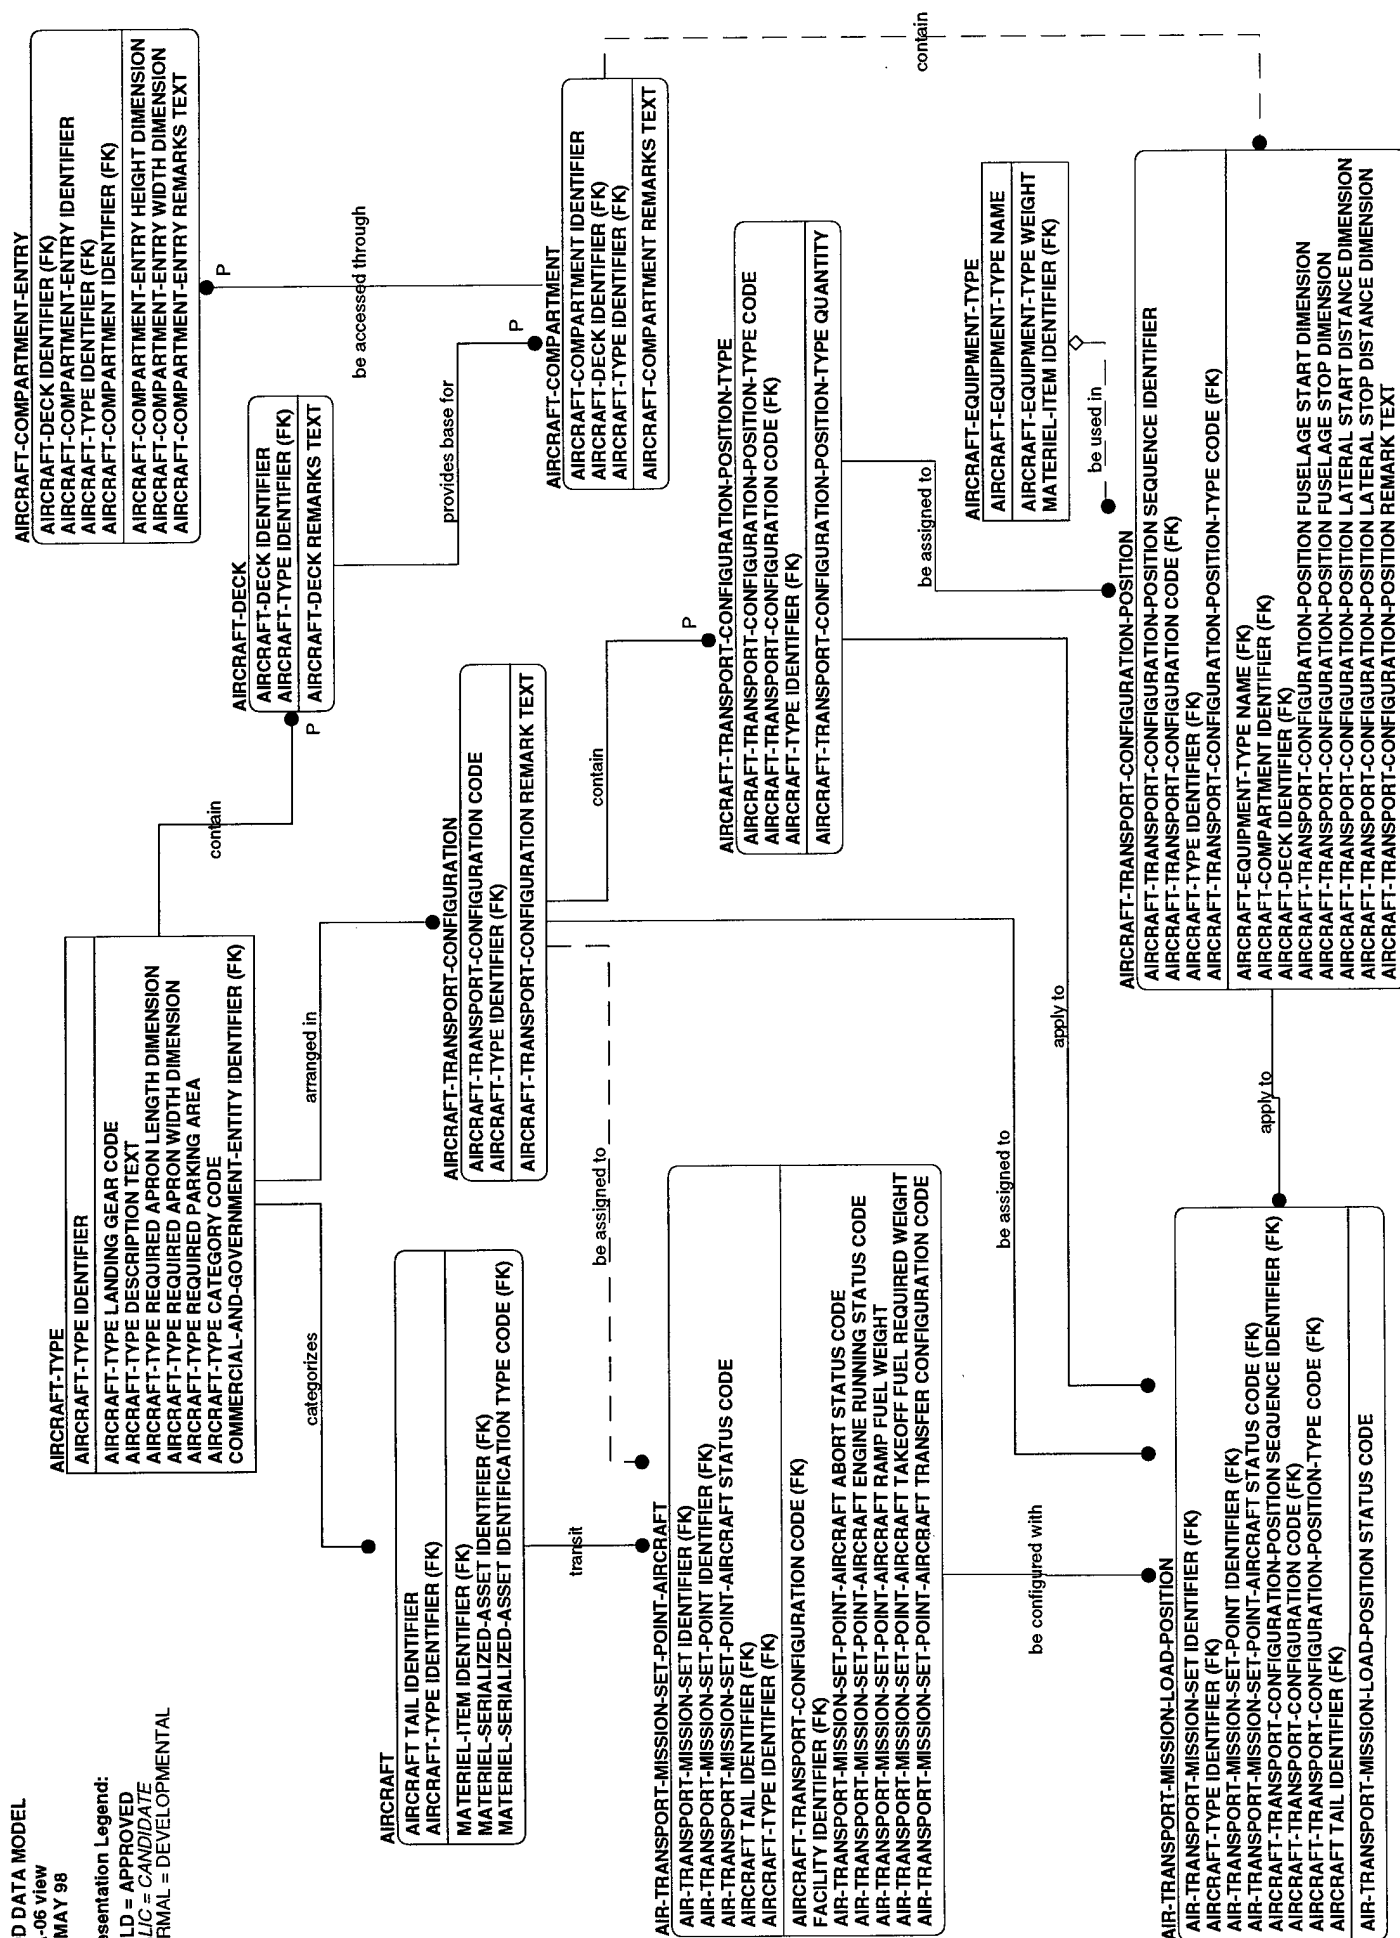 D DATA MODEL
-06 view
MAY 98
esentation Legend:
LD = APPROVED
LIC = CANDIDATE
RMAL = DEVELOPMENTAL
AIRCRAFT-TYPE
AIRCRAFT-TYPE IDENTIFIER
AIRCRAFT-TYPE LANDING GEAR CODE
AIRCRAFT-TYPE DESCRIPTION TEXT
AIRCRAFT-TYPE REQUIRED APRON LENGTH DIMENSION
AIRCRAFT-TYPE REQUIRED APRON WIDTH DIMENSION
AIRCRAFT-TYPE REQUIRED PARKING AREA
AIRCRAFT-TYPE CATEGORY CODE
COMMERCIAL-AND-GOVERNMENT-ENTITY IDENTIFIER (FK)
contain
P
AIRCRAFT-DECK
AIRCRAFT-DECK IDENTIFIER
AIRCRAFT-TYPE IDENTIFIER (FK)
AIRCRAFT-DECK REMARKS TEXT
AIRCRAFT-COMPARTMENT-ENTRY
AIRCRAFT-DECK IDENTIFIER (FK)
AIRCRAFT-COMPARTMENT-ENTRY IDENTIFIER
AIRCRAFT-TYPE IDENTIFIER (FK)
AIRCRAFT-COMPARTMENT IDENTIFIER (FK)
AIRCRAFT-COMPARTMENT-ENTRY HEIGHT DIMENSION
AIRCRAFT-COMPARTMENT-ENTRY WIDTH DIMENSION
AIRCRAFT-COMPARTMENT-ENTRY REMARKS TEXT
P
be accessed through
provides base for
P
categorizes
arranged in
AIRCRAFT
AIRCRAFT TAIL IDENTIFIER
AIRCRAFT-TYPE IDENTIFIER (FK)
MATERIEL-ITEM IDENTIFIER (FK)
MATERIEL-SERIALIZED-ASSET IDENTIFIER (FK)
MATERIEL-SERIALIZED-ASSET IDENTIFICATION TYPE CODE (FK)
AIRCRAFT-TRANSPORT-CONFIGURATION
AIRCRAFT-TRANSPORT-CONFIGURATION CODE
AIRCRAFT-TYPE IDENTIFIER (FK)
AIRCRAFT-TRANSPORT-CONFIGURATION REMARK TEXT
AIRCRAFT-COMPARTMENT
AIRCRAFT-COMPARTMENT IDENTIFIER
AIRCRAFT-DECK IDENTIFIER (FK)
AIRCRAFT-TYPE IDENTIFIER (FK)
AIRCRAFT-COMPARTMENT REMARKS TEXT
transit
be assigned to
contain
P
contain
AIR-TRANSPORT-MISSION-SET-POINT-AIRCRAFT
AIR-TRANSPORT-MISSION-SET IDENTIFIER (FK)
AIR-TRANSPORT-MISSION-SET-POINT IDENTIFIER (FK)
AIR-TRANSPORT-MISSION-SET-POINT-AIRCRAFT STATUS CODE
AIRCRAFT TAIL IDENTIFIER (FK)
AIRCRAFT-TYPE IDENTIFIER (FK)
AIRCRAFT-TRANSPORT-CONFIGURATION CODE (FK)
FACILITY IDENTIFIER (FK)
AIR-TRANSPORT-MISSION-SET-POINT-AIRCRAFT ABORT STATUS CODE
AIR-TRANSPORT-MISSION-SET-POINT-AIRCRAFT ENGINE RUNNING STATUS CODE
AIR-TRANSPORT-MISSION-SET-POINT-AIRCRAFT RAMP FUEL WEIGHT
AIR-TRANSPORT-MISSION-SET-POINT-AIRCRAFT TAKEOFF FUEL REQUIRED WEIGHT
AIR-TRANSPORT-MISSION-SET-POINT-AIRCRAFT TRANSFER CONFIGURATION CODE
AIRCRAFT-TRANSPORT-CONFIGURATION-POSITION-TYPE
AIRCRAFT-TRANSPORT-CONFIGURATION-POSITION-TYPE CODE
AIRCRAFT-TRANSPORT-CONFIGURATION CODE (FK)
AIRCRAFT-TYPE IDENTIFIER (FK)
AIRCRAFT-TRANSPORT-CONFIGURATION-POSITION-TYPE QUANTITY
AIRCRAFT-EQUIPMENT-TYPE
AIRCRAFT-EQUIPMENT-TYPE NAME
AIRCRAFT-EQUIPMENT-TYPE WEIGHT
MATERIEL-ITEM IDENTIFIER (FK)
be configured with
be assigned to
apply to
be assigned to
be used in
AIR-TRANSPORT-MISSION-LOAD-POSITION
AIR-TRANSPORT-MISSION-SET IDENTIFIER (FK)
AIRCRAFT-TYPE IDENTIFIER (FK)
AIR-TRANSPORT-MISSION-SET-POINT IDENTIFIER (FK)
AIR-TRANSPORT-MISSION-SET-POINT-AIRCRAFT STATUS CODE (FK)
AIRCRAFT-TRANSPORT-CONFIGURATION-POSITION SEQUENCE IDENTIFIER (FK)
AIRCRAFT-TRANSPORT-CONFIGURATION CODE (FK)
AIRCRAFT-TRANSPORT-CONFIGURATION-POSITION-TYPE CODE (FK)
AIRCRAFT TAIL IDENTIFIER (FK)
AIR-TRANSPORT-MISSION-LOAD-POSITION STATUS CODE
apply to
AIRCRAFT-TRANSPORT-CONFIGURATION-POSITION
AIRCRAFT-TRANSPORT-CONFIGURATION-POSITION SEQUENCE IDENTIFIER
AIRCRAFT-TRANSPORT-CONFIGURATION CODE (FK)
AIRCRAFT-TYPE IDENTIFIER (FK)
AIRCRAFT-TRANSPORT-CONFIGURATION-POSITION-TYPE CODE (FK)
AIRCRAFT-EQUIPMENT-TYPE NAME (FK)
AIRCRAFT-COMPARTMENT IDENTIFIER (FK)
AIRCRAFT-DECK IDENTIFIER (FK)
AIRCRAFT-TRANSPORT-CONFIGURATION-POSITION FUSELAGE START DIMENSION
AIRCRAFT-TRANSPORT-CONFIGURATION-POSITION FUSELAGE STOP DIMENSION
AIRCRAFT-TRANSPORT-CONFIGURATION-POSITION LATERAL START DISTANCE DIMENSION
AIRCRAFT-TRANSPORT-CONFIGURATION-POSITION LATERAL STOP DISTANCE DIMENSION
AIRCRAFT-TRANSPORT-CONFIGURATION-POSITION REMARK TEXT